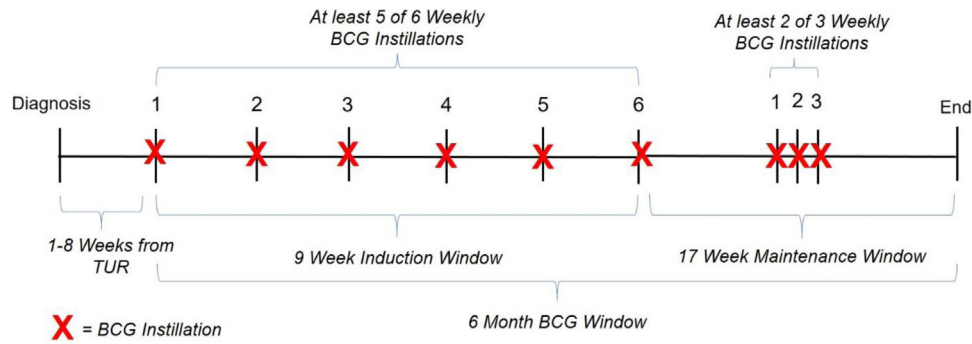 At least 5 of 6 Weekly
BCG Instillations
At least 2 of 3 Weekly
BCG Instillations
Diagnosis
1
2
3
4
5
6
1
2
3
End
X
X
X
X
X
X
X
X
X
1-8 Weeks from
TUR
9 Week Induction Window
17 Week Maintenance Window
6 Month BCG Window
X = BCG Instillation